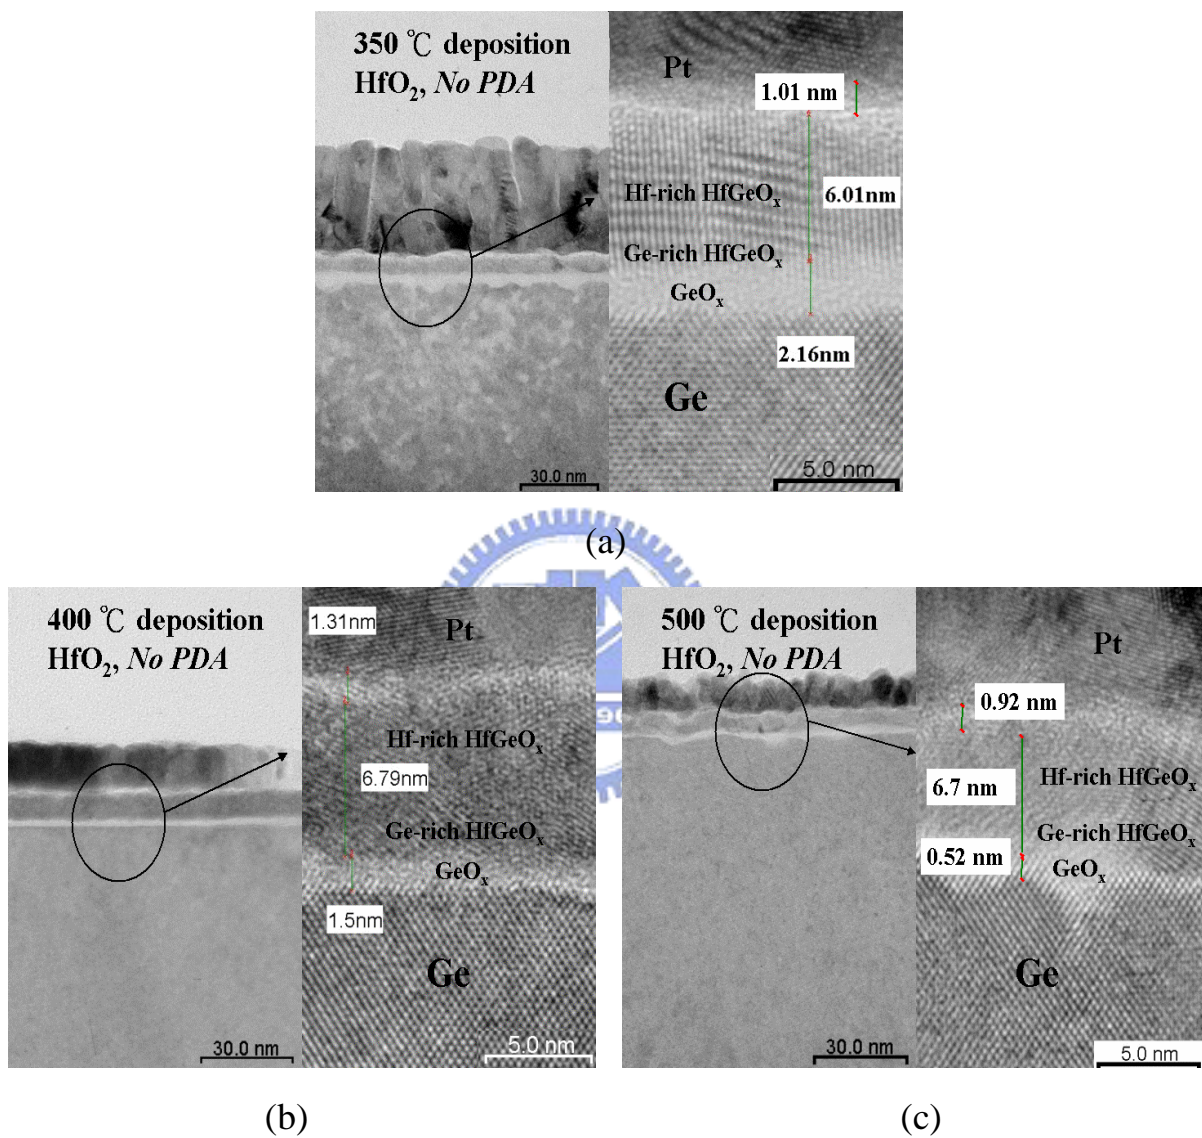 350 ℃ deposition
HfO₂, No PDA
Pt
1.01 nm
Hf-rich HfGeOₓ
6.01nm
Ge-rich HfGeOₓ
GeOₓ
2.16nm
Ge
30.0 nm
5.0 nm
(a)
400 ℃ deposition
HfO₂, No PDA
1.31nm
Pt
Hf-rich HfGeOₓ
6.79nm
Ge-rich HfGeOₓ
GeOₓ
1.5nm
Ge
30.0 nm
5.0 nm
500 ℃ deposition
HfO₂, No PDA
Pt
0.92 nm
Hf-rich HfGeOₓ
6.7 nm
Ge-rich HfGeOₓ
0.52 nm
GeOₓ
Ge
30.0 nm
5.0 nm
(b)
(c)